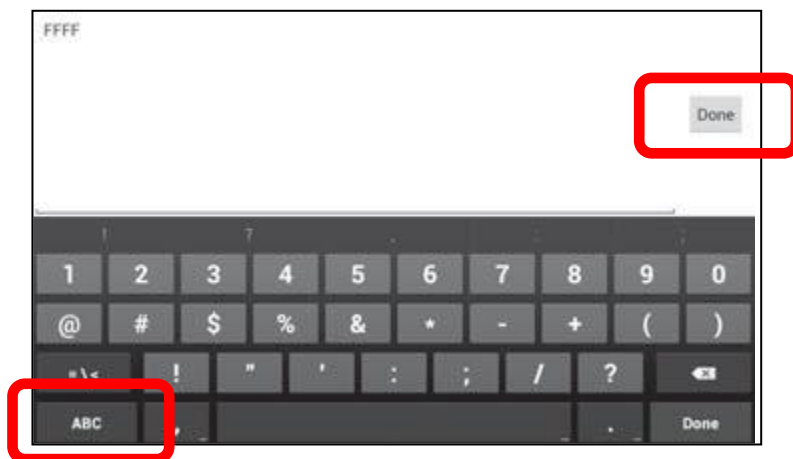 FFFF
Done
! ? , : ;
1 2 3 4 5 6 7 8 9 0
@ # $ % & * - + ( )
= \ < ! " ' : ; / ?
ABC , . Done